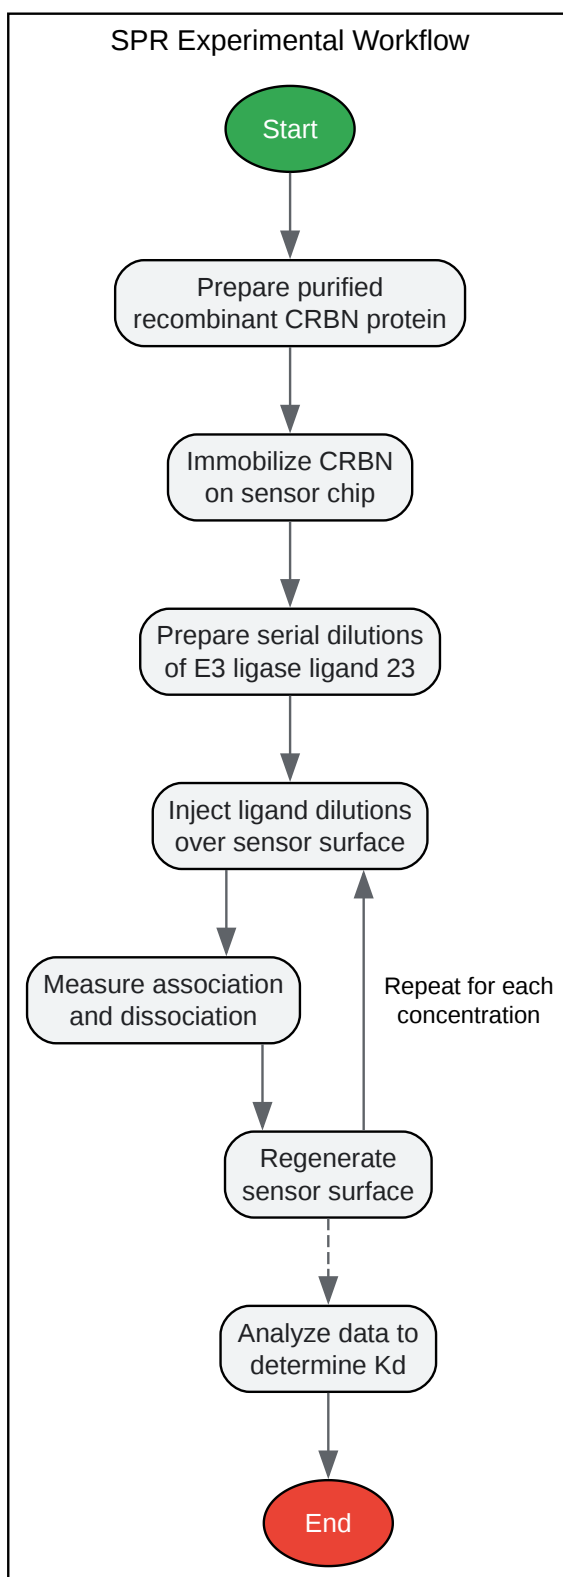 SPR Experimental Workflow
Start
Prepare purified
recombinant CRBN protein
Immobilize CRBN
on sensor chip
Prepare serial dilutions
of E3 ligase ligand 23
Inject ligand dilutions
over sensor surface
Measure association
and dissociation
Repeat for each
concentration
Regenerate
sensor surface
Analyze data to
determine Kd
End